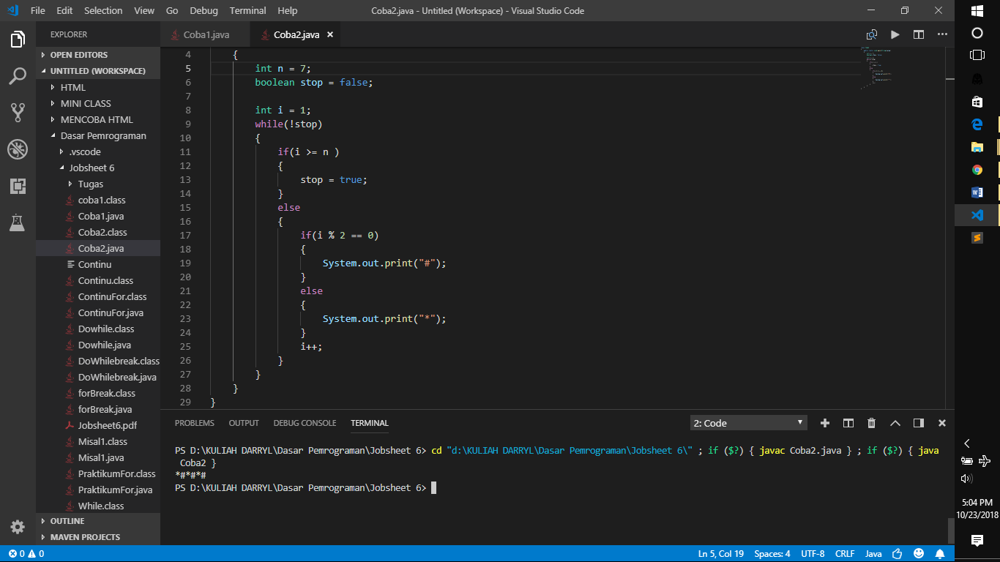 File Edit Selection View Go Debug Terminal Help
Coba2.java - Untitled (Workspace) - Visual Studio Code
EXPLORER
OPEN EDITORS
UNTITLED (WORKSPACE)
HTML
MINI CLASS
MENCOBA HTML
Dasar Pemrograman
.vscode
Jobsheet 6
Tugas
coba1.class
Coba1.java
Coba2.class
Coba2.java
Continu
Continu.class
ContinuFor.class
ContinuFor.java
Dowhile.class
Dowhile.java
DoWhilebreak.class
DoWhilebreak.java
forBreak.class
forBreak.java
Jobsheet6.pdf
Misal1.class
Misal1.java
PraktikumFor.class
PraktikumFor.java
While.class
OUTLINE
MAVEN PROJECTS
Coba1.java Coba2.java
4 {
5 int n = 7;
6 boolean stop = false;
7
8 int i = 1;
9 while(!stop)
10 {
11 if(i >= n )
12 {
13 stop = true;
14 }
15 else
16 {
17 if(i % 2 == 0)
18 {
19 System.out.print("#");
20 }
21 else
22 {
23 System.out.print("*");
24 }
25 i++;
26 }
27 }
28 }
29 }
PROBLEMS OUTPUT DEBUG CONSOLE TERMINAL
2: Code
PS D:\KULIAH DARRYL\Dasar Pemrograman\Jobsheet 6> cd "d:\KULIAH DARRYL\Dasar Pemrograman\Jobsheet 6\" ; if ($?) { javac Coba2.java } ; if ($?) { java
Coba2 }
*#*#*#
PS D:\KULIAH DARRYL\Dasar Pemrograman\Jobsheet 6>
0 0
Ln 5, Col 19 Spaces: 4 UTF-8 CRLF Java
5:04 PM
10/23/2018